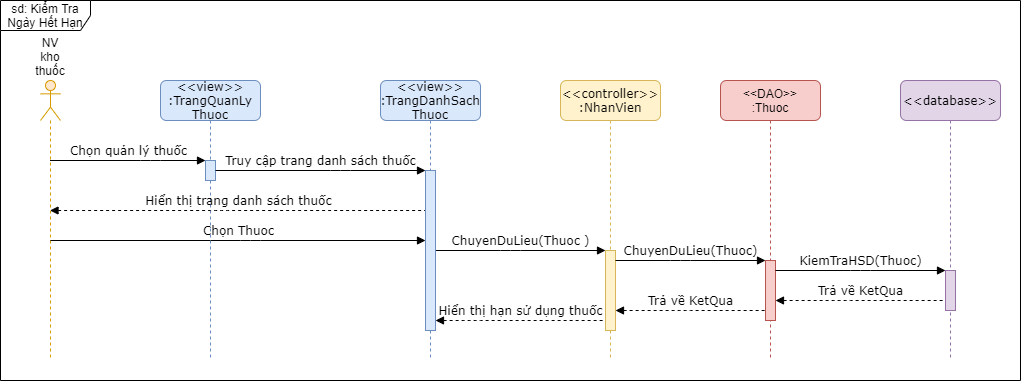 sd: Kiểm Tra
Ngày Hết Hạn
NV
kho
thuốc
<<view>>
:TrangQuanLy
Thuoc
<<view>>
:TrangDanhSach
Thuoc
<<controller>>
:NhanVien
<<DAO>>
:Thuoc
<<database>>
Chọn quản lý thuốc
Truy cập trang danh sách thuốc
Hiển thị trang danh sách thuốc
Chọn Thuoc
ChuyenDuLieu(Thuoc )
ChuyenDuLieu(Thuoc)
KiemTraHSD(Thuoc)
Trả về KetQua
Trả về KetQua
Hiển thị hạn sử dụng thuốc